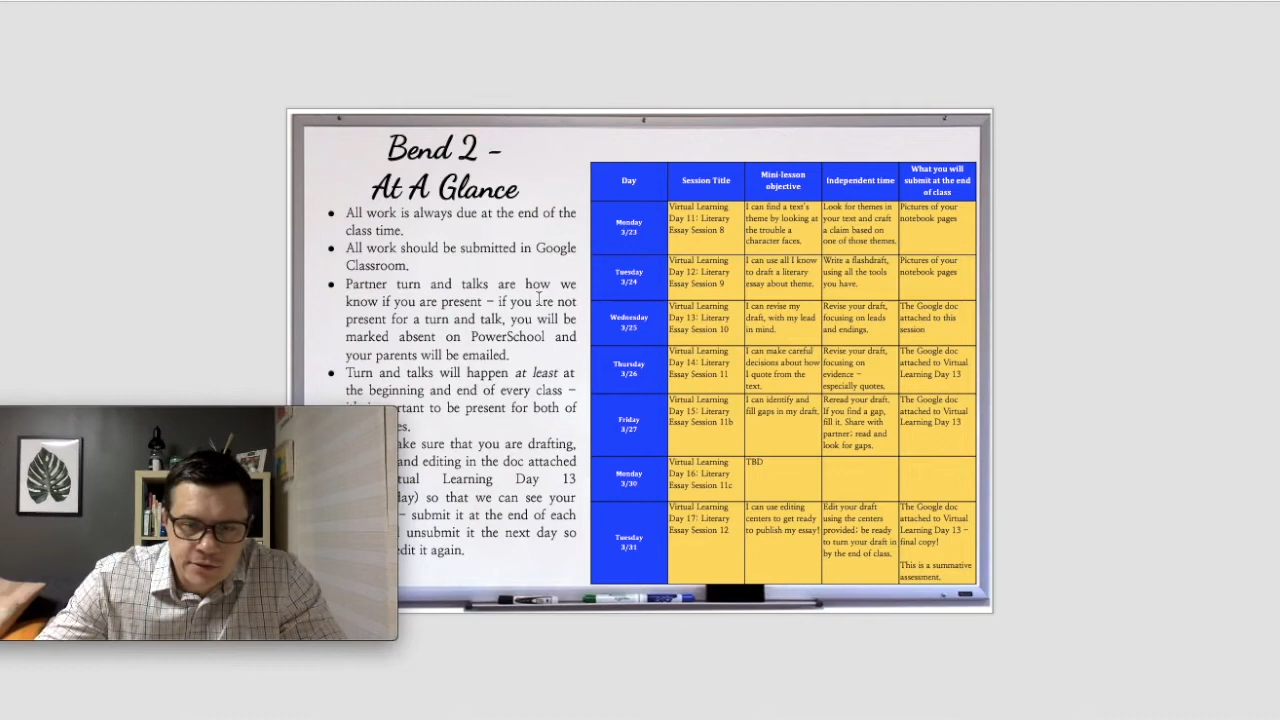 Bend 2 -
At A Glance
● All work is always due at the end of the
class time.
● All work should be submitted in Google
Classroom.
● Partner turn and talks are how we
know if you are present – if you are not
present for a turn and talk, you will be
marked absent on PowerSchool and
your parents will be emailed.
● Turn and talks will happen at least at
the beginning and end of every class –
to be present for both of
make sure that you are drafting,
and editing in the doc attached
Learning Day 13
so that we can see your
– submit it at the end of each
unsubmit it the next day so
edit it again.
Day
Session Title
Mini-lesson
objective
Independent time
What you will
submit at the end
of class
Monday
3/23
Virtual Learning
Day 11: Literary
Essay Session 8
I can find a text's
theme by looking at
the trouble a
character faces.
Look for themes in
your text and craft
a claim based on
one of those themes.
Pictures of your
notebook pages
Tuesday
3/24
Virtual Learning
Day 12: Literary
Essay Session 9
I can use all I know
to draft a literary
essay about theme.
Write a flashdraft,
using all the tools
you have.
Pictures of your
notebook pages
Wednesday
3/25
Virtual Learning
Day 13: Literary
Essay Session 10
I can revise my
draft, with my lead
in mind.
Revise your draft,
focusing on leads
and endings.
The Google doc
attached to this
session
Thursday
3/26
Virtual Learning
Day 14: Literary
Essay Session 11
I can make careful
decisions about how
I quote from the
text.
Revise your draft,
focusing on
evidence –
especially quotes.
The Google doc
attached to Virtual
Learning Day 13
Friday
3/27
Virtual Learning
Day 15: Literary
Essay Session 11b
I can identify and
fill gaps in my draft.
Reread your draft.
If you find a gap,
fill it. Share with
partner; read and
look for gaps.
The Google doc
attached to Virtual
Learning Day 13
Monday
3/30
Virtual Learning
Day 16: Literary
Essay Session 11c
TBD
Tuesday
3/31
Virtual Learning
Day 17: Literary
Essay Session 12
I can use editing
centers to get ready
to publish my essay!
Edit your draft
using the centers
provided; be ready
to turn your draft in
by the end of class.
The Google doc
attached to Virtual
Learning Day 13 –
final copy!
This is a summative
assessment.